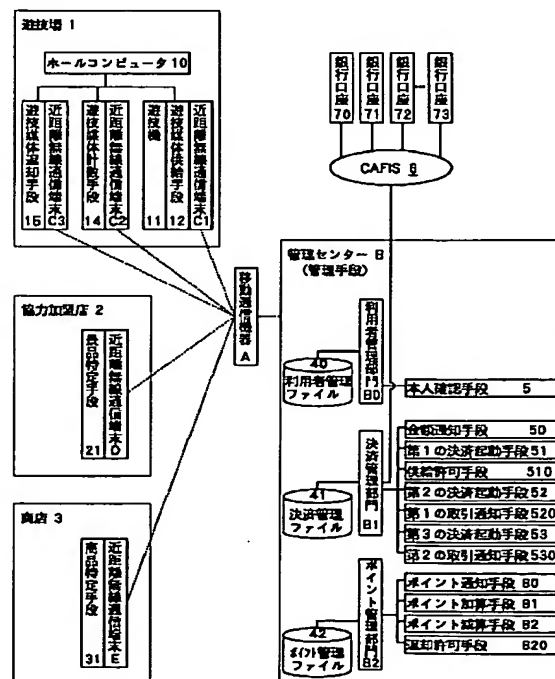 遊技場 1
ホールコンピュータ 10
遊技媒体返却手段
15
近距離無線通信端末
C3
遊技媒体計数手段
14
近距離無線通信端末
C2
遊技機
11
遊技媒体供給手段
12
近距離無線通信端末
C1
銀行口座
70
銀行口座
71
銀行口座
72
銀行口座
73
CAFIS 6
移動通信機器
A
協力加盟店 2
景品特定手段
21
近距離無線通信端末
D
商店 3
商品特定手段
31
近距離無線通信端末
E
管理センター B
(管理手段)
40
利用者管理
ファイル
利用者管理部門
B0
本人確認手段 5
41
決済管理
ファイル
決済管理部門
B1
金額通知手段 50
第1の決済起動手段 51
供給許可手段 510
第2の決済起動手段 52
第1の取引通知手段 520
第3の決済起動手段 53
第2の取引通知手段 530
42
ポイント管理
ファイル
ポイント管理部門
B2
ポイント通知手段 80
ポイント加算手段 81
ポイント減算手段 82
返却許可手段 820